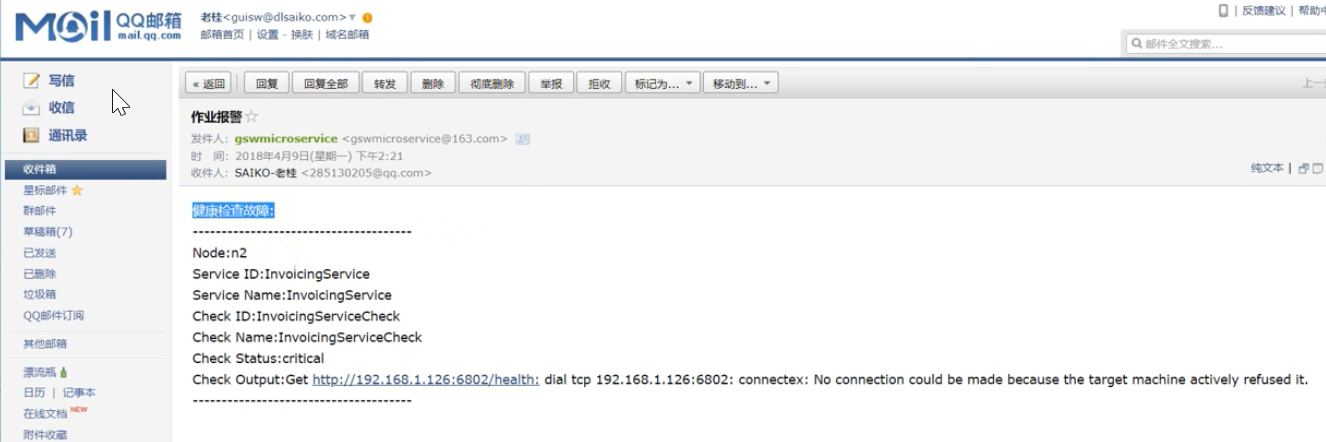 MOil QQ邮箱 mail.qq.com
老桂<guisw@dlsaiko.com>
邮箱首页 | 设置 - 换肤 | 域名邮箱
| 反馈建议 | 帮助中
邮件全文搜索...
写信
收信
通讯录
收件箱
星标邮件
群邮件
草稿箱(7)
已发送
已删除
垃圾箱
QQ邮件订阅
其他邮箱
漂流瓶
日历 | 记事本
在线文档 NEW
附件收藏
« 返回 回复 回复全部 转发 删除 彻底删除 举报 拒收 标记为... 移动到... 上一
作业报警
发件人: gswmicroservice <gswmicroservice@163.com>
时 间: 2018年4月9日(星期一) 下午2:21
收件人: SAIKO-老桂 <285130205@qq.com>
纯文本 |
健康检查故障:
--------------------------------------
Node:n2
Service ID:InvoicingService
Service Name:InvoicingService
Check ID:InvoicingServiceCheck
Check Name:InvoicingServiceCheck
Check Status:critical
Check Output:Get http://192.168.1.126:6802/health: dial tcp 192.168.1.126:6802: connectex: No connection could be made because the target machine actively refused it.
--------------------------------------